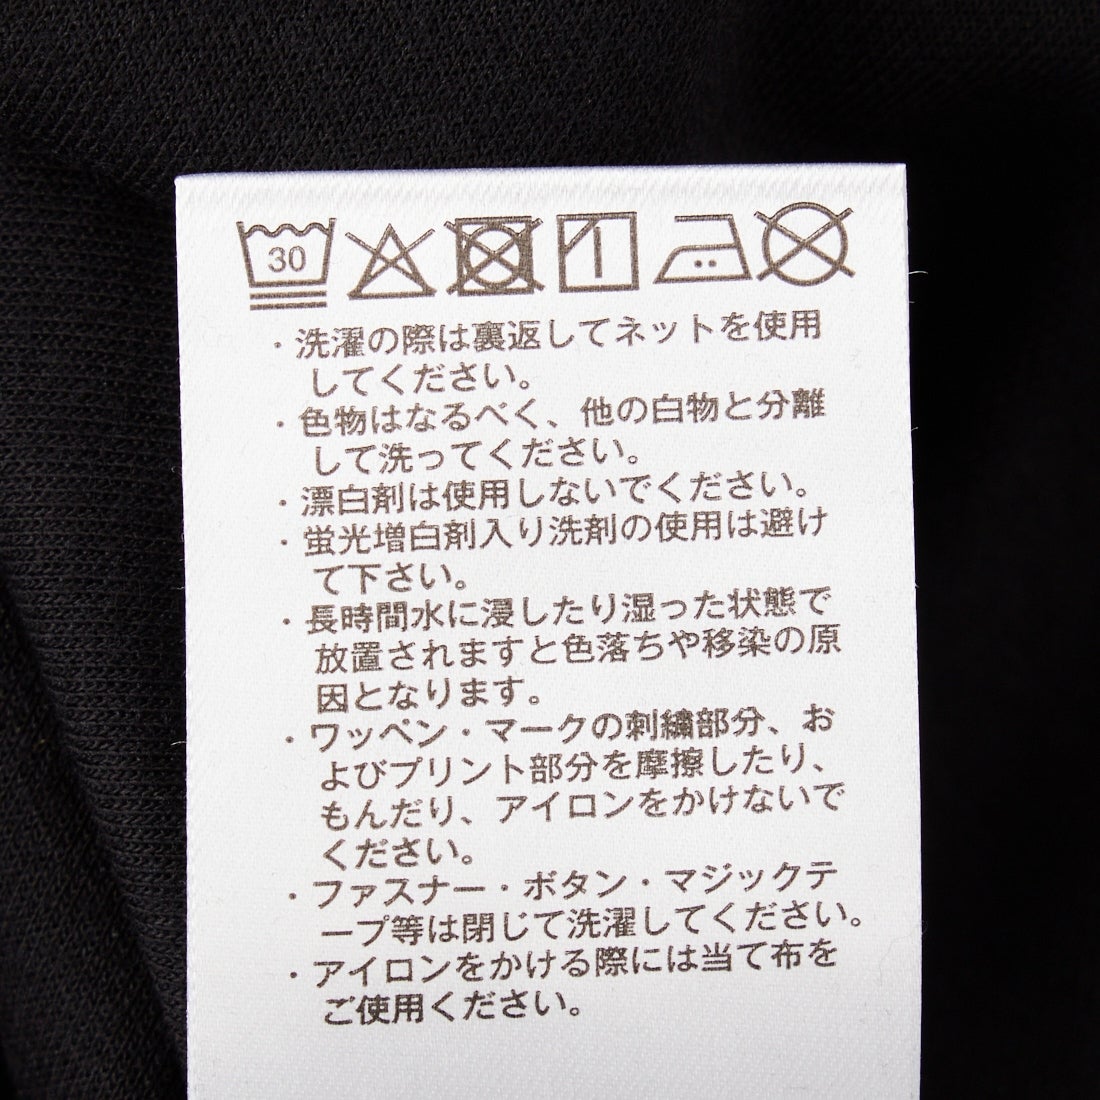 30
・洗濯の際は裏返してネットを使用
してください。
・色物はなるべく、他の白物と分離
して洗ってください。
・漂白剤は使用しないでください。
・蛍光増白剤入り洗剤の使用は避け
て下さい。
・長時間水に浸したり湿った状態で
放置されますと色落ちや移染の原
因となります。
・ワッペン・マークの刺繍部分、お
よびプリント部分を摩擦したり、
もんだり、アイロンをかけないで
ください。
・ファスナー・ボタン・マジックテ
ープ等は閉じて洗濯してください。
・アイロンをかける際には当て布を
ご使用ください。